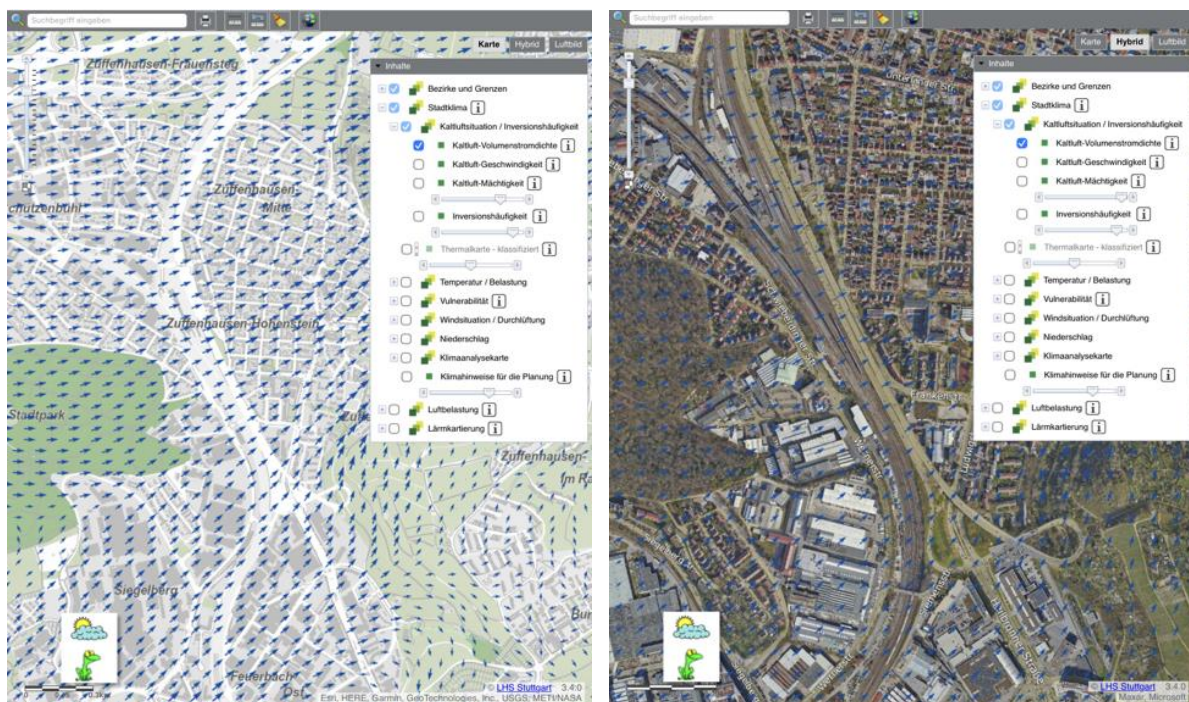 Suchbegriff eingeben
Karte Hybrid Luftbild
Inhalte
Bezirke und Grenzen
Stadtklima i
Kaltluftsituation / Inversionshäufigkeit
Kaltluft-Volumenstromdichte i
Kaltluft-Geschwindigkeit i
Kaltluft-Mächtigkeit i
Inversionshäufigkeit i
Thermalkarte - klassifiziert i
Temperatur / Belastung
Vulnerabilität i
Windsituation / Durchlüftung
Niederschlag
Klimaanalysekarte
Klimahinweise für die Planung i
Luftbelastung i
Lärmkartierung i
Zuffenhausen-Frauensteg
Zuffenhausen-
Mitte
Zuffenhausen-Hohenstein
Stadtpark
Zuffenhausen-
Siegelberg
Feuerbach-
Ost
© LHS Stuttgart 3.4.0
Esri, HERE, Garmin, GeoTechnologies, Inc., USGS, METI/NASA
Suchbegriff eingeben
Karte Hybrid Luftbild
Inhalte
Bezirke und Grenzen
Stadtklima i
Kaltluftsituation / Inversionshäufigkeit
Kaltluft-Volumenstromdichte i
Kaltluft-Geschwindigkeit i
Kaltluft-Mächtigkeit i
Inversionshäufigkeit i
Thermalkarte - klassifiziert i
Temperatur / Belastung
Vulnerabilität i
Windsituation / Durchlüftung
Niederschlag
Klimaanalysekarte
Klimahinweise für die Planung i
Luftbelastung i
Lärmkartierung i
© LHS Stuttgart 3.4.0
Maxar, Microsoft